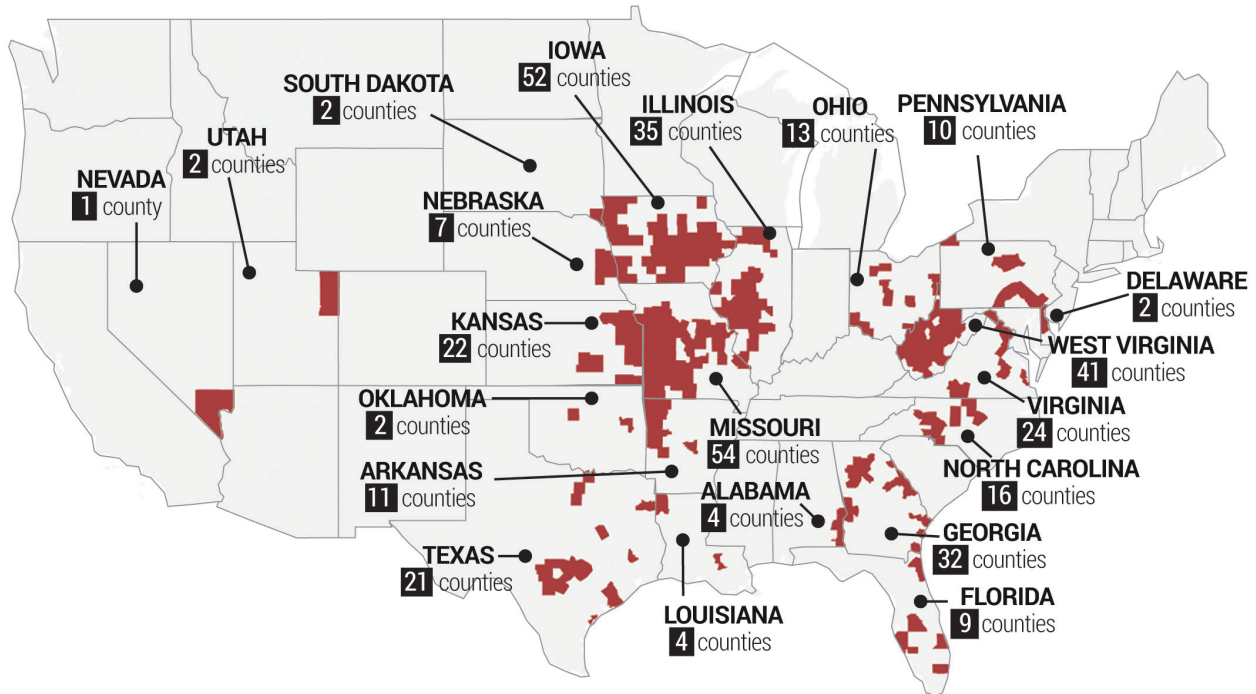 IOWA
52 counties
SOUTH DAKOTA
2 counties
ILLINOIS
35 counties
OHIO
13 counties
PENNSYLVANIA
10 counties
UTAH
2 counties
NEVADA
1 county
NEBRASKA
7 counties
DELAWARE
2 counties
KANSAS
22 counties
WEST VIRGINIA
41 counties
OKLAHOMA
2 counties
MISSOURI
54 counties
VIRGINIA
24 counties
ARKANSAS
11 counties
NORTH CAROLINA
16 counties
ALABAMA
4 counties
GEORGIA
32 counties
TEXAS
21 counties
FLORIDA
9 counties
LOUISIANA
4 counties